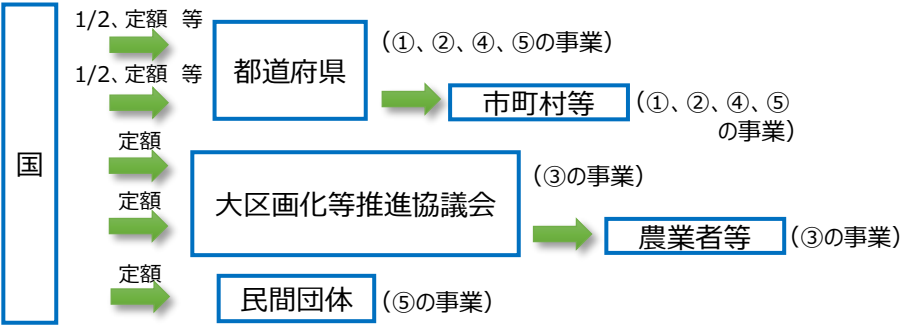 国
1/2、定額 等
1/2、定額 等
都道府県
（①、②、④、⑤の事業）
市町村等
（①、②、④、⑤
の事業）
定額
定額
大区画化等推進協議会
（③の事業）
農業者等
（③の事業）
定額
民間団体
（⑤の事業）